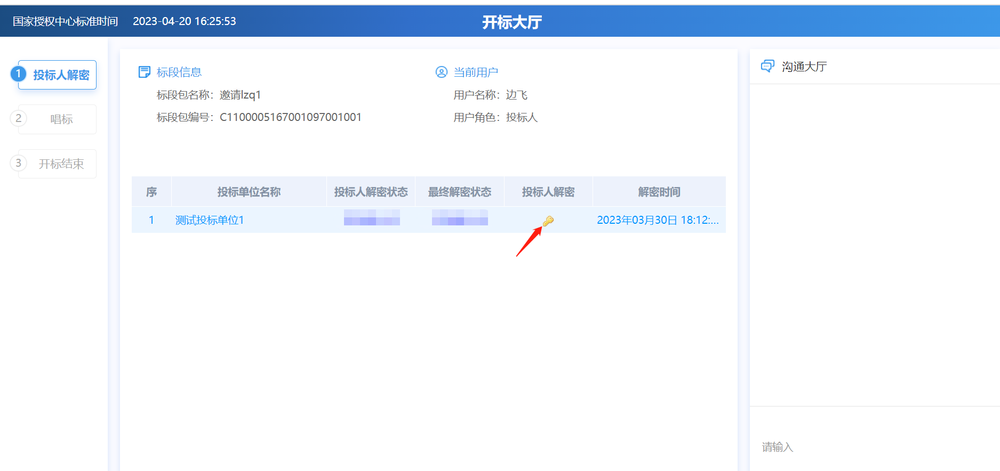 国家授权中心标准时间 2023-04-20 16:25:53
开标大厅
1 投标人解密
2 唱标
3 开标结束
标段信息
标段包名称：邀请lzq1
标段包编号：C1100005167001097001001
当前用户
用户名称：边飞
用户角色：投标人
序 投标单位名称 投标人解密状态 最终解密状态 投标人解密 解密时间
1 测试投标单位1 2023年03月30日 18:12:...
沟通大厅
请输入